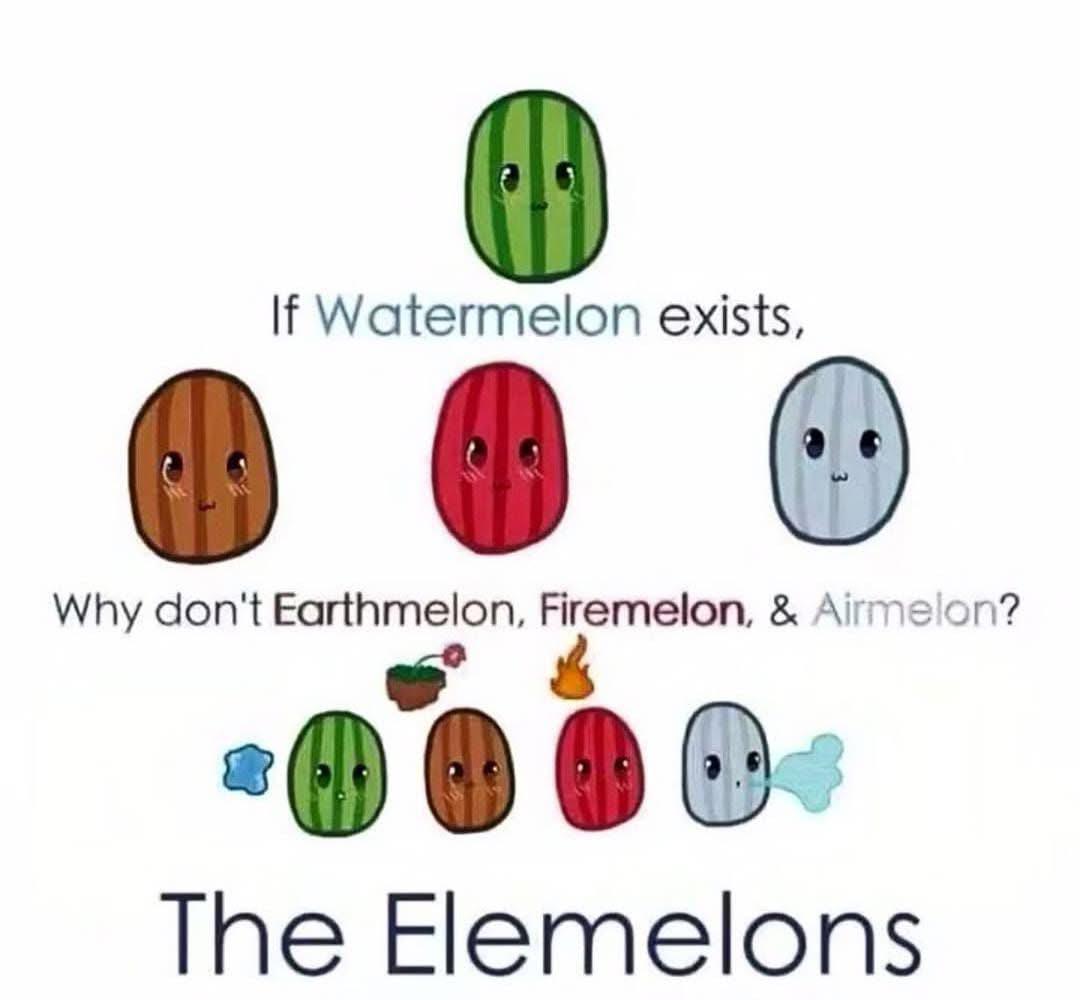 If Watermelon exists,
Why don't Earthmelon, Firemelon, & Airmelon?
The Elemelons